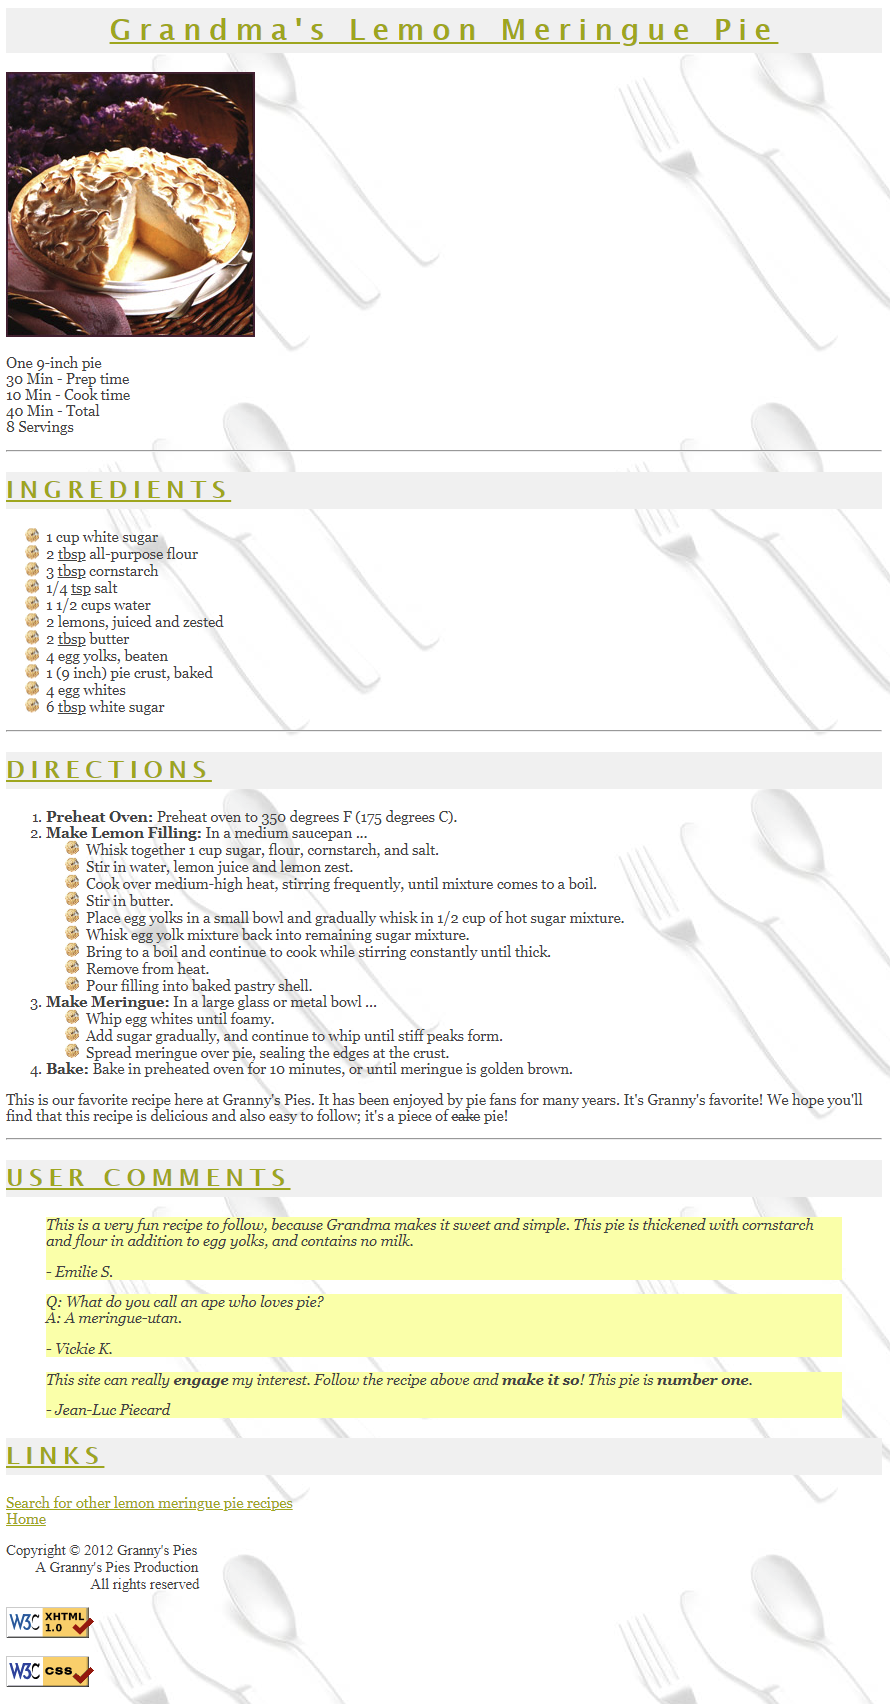 Grandma's Lemon Meringue Pie
One 9-inch pie
30 Min - Prep time
10 Min - Cook time
40 Min - Total
8 Servings
INGREDIENTS
1 cup white sugar
2 tbsp all-purpose flour
3 tbsp cornstarch
1/4 tsp salt
1 1/2 cups water
2 lemons, juiced and zested
2 tbsp butter
4 egg yolks, beaten
1 (9 inch) pie crust, baked
4 egg whites
6 tbsp white sugar
DIRECTIONS
1. Preheat Oven: Preheat oven to 350 degrees F (175 degrees C).
2. Make Lemon Filling: In a medium saucepan ...
Whisk together 1 cup sugar, flour, cornstarch, and salt.
Stir in water, lemon juice and lemon zest.
Cook over medium-high heat, stirring frequently, until mixture comes to a boil.
Stir in butter.
Place egg yolks in a small bowl and gradually whisk in 1/2 cup of hot sugar mixture.
Whisk egg yolk mixture back into remaining sugar mixture.
Bring to a boil and continue to cook while stirring constantly until thick.
Remove from heat.
Pour filling into baked pastry shell.
3. Make Meringue: In a large glass or metal bowl ...
Whip egg whites until foamy.
Add sugar gradually, and continue to whip until stiff peaks form.
Spread meringue over pie, sealing the edges at the crust.
4. Bake: Bake in preheated oven for 10 minutes, or until meringue is golden brown.
This is our favorite recipe here at Granny's Pies. It has been enjoyed by pie fans for many years. It's Granny's favorite! We hope you'll
find that this recipe is delicious and also easy to follow; it's a piece of cake pie!
USER COMMENTS
This is a very fun recipe to follow, because Grandma makes it sweet and simple. This pie is thickened with cornstarch
and flour in addition to egg yolks, and contains no milk.
- Emilie S.
Q: What do you call an ape who loves pie?
A: A meringue-utan.
- Vickie K.
This site can really engage my interest. Follow the recipe above and make it so! This pie is number one.
- Jean-Luc Piecard
LINKS
Search for other lemon meringue pie recipes
Home
Copyright © 2012 Granny's Pies
A Granny's Pies Production
All rights reserved
W3C XHTML 1.0
W3C CSS